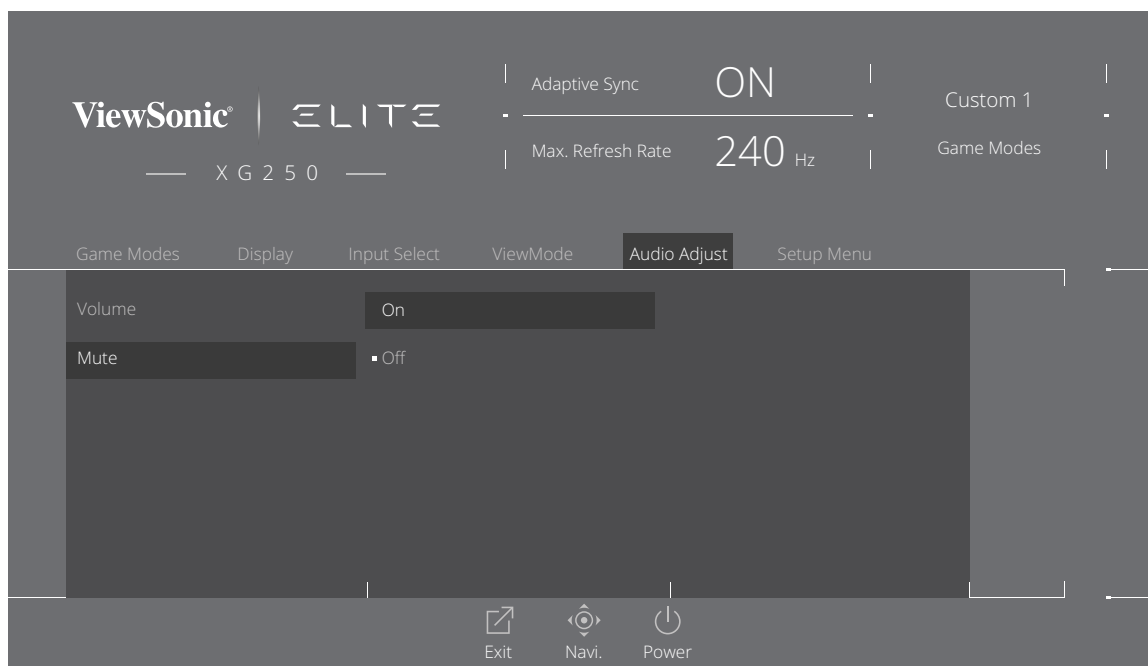 ViewSonic® ELITE
XG250
Adaptive Sync ON
Max. Refresh Rate 240 Hz
Custom 1
Game Modes
Game Modes Display Input Select ViewMode Audio Adjust Setup Menu
Volume On
Mute Off
Exit Navi. Power